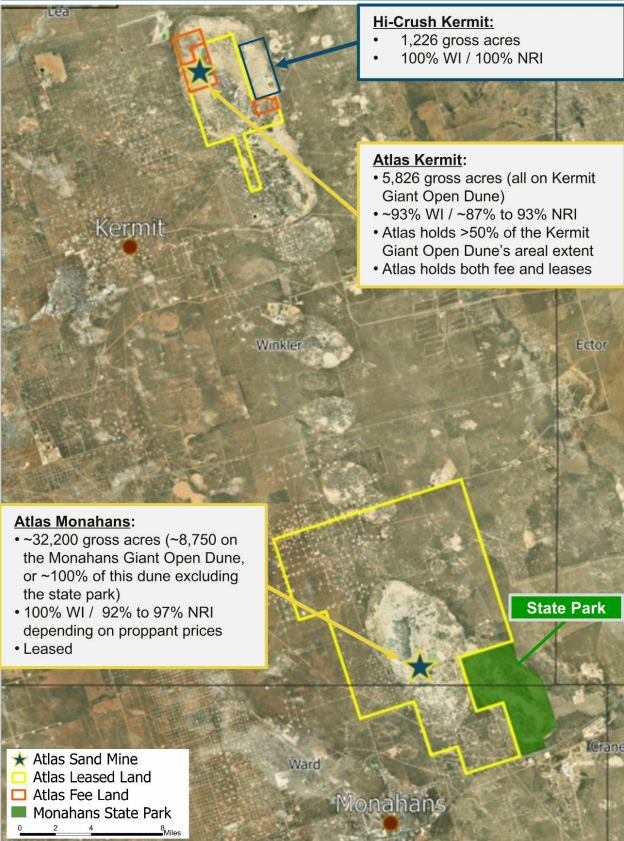 Lea
Hi-Crush Kermit:
• 1,226 gross acres
• 100% WI / 100% NRI
Atlas Kermit:
• 5,826 gross acres (all on Kermit
Giant Open Dune)
• ~93% WI / ~87% to 93% NRI
• Atlas holds >50% of the Kermit
Giant Open Dune's areal extent
• Atlas holds both fee and leases
Kermit
Winkler
Ector
Atlas Monahans:
• ~32,200 gross acres (~8,750 on
the Monahans Giant Open Dune,
or ~100% of this dune excluding
the state park)
• 100% WI / 92% to 97% NRI
depending on proppant prices
• Leased
State Park
Crane
Ward
Monahans
Atlas Sand Mine
Atlas Leased Land
Atlas Fee Land
Monahans State Park
0 2 4 8
Miles